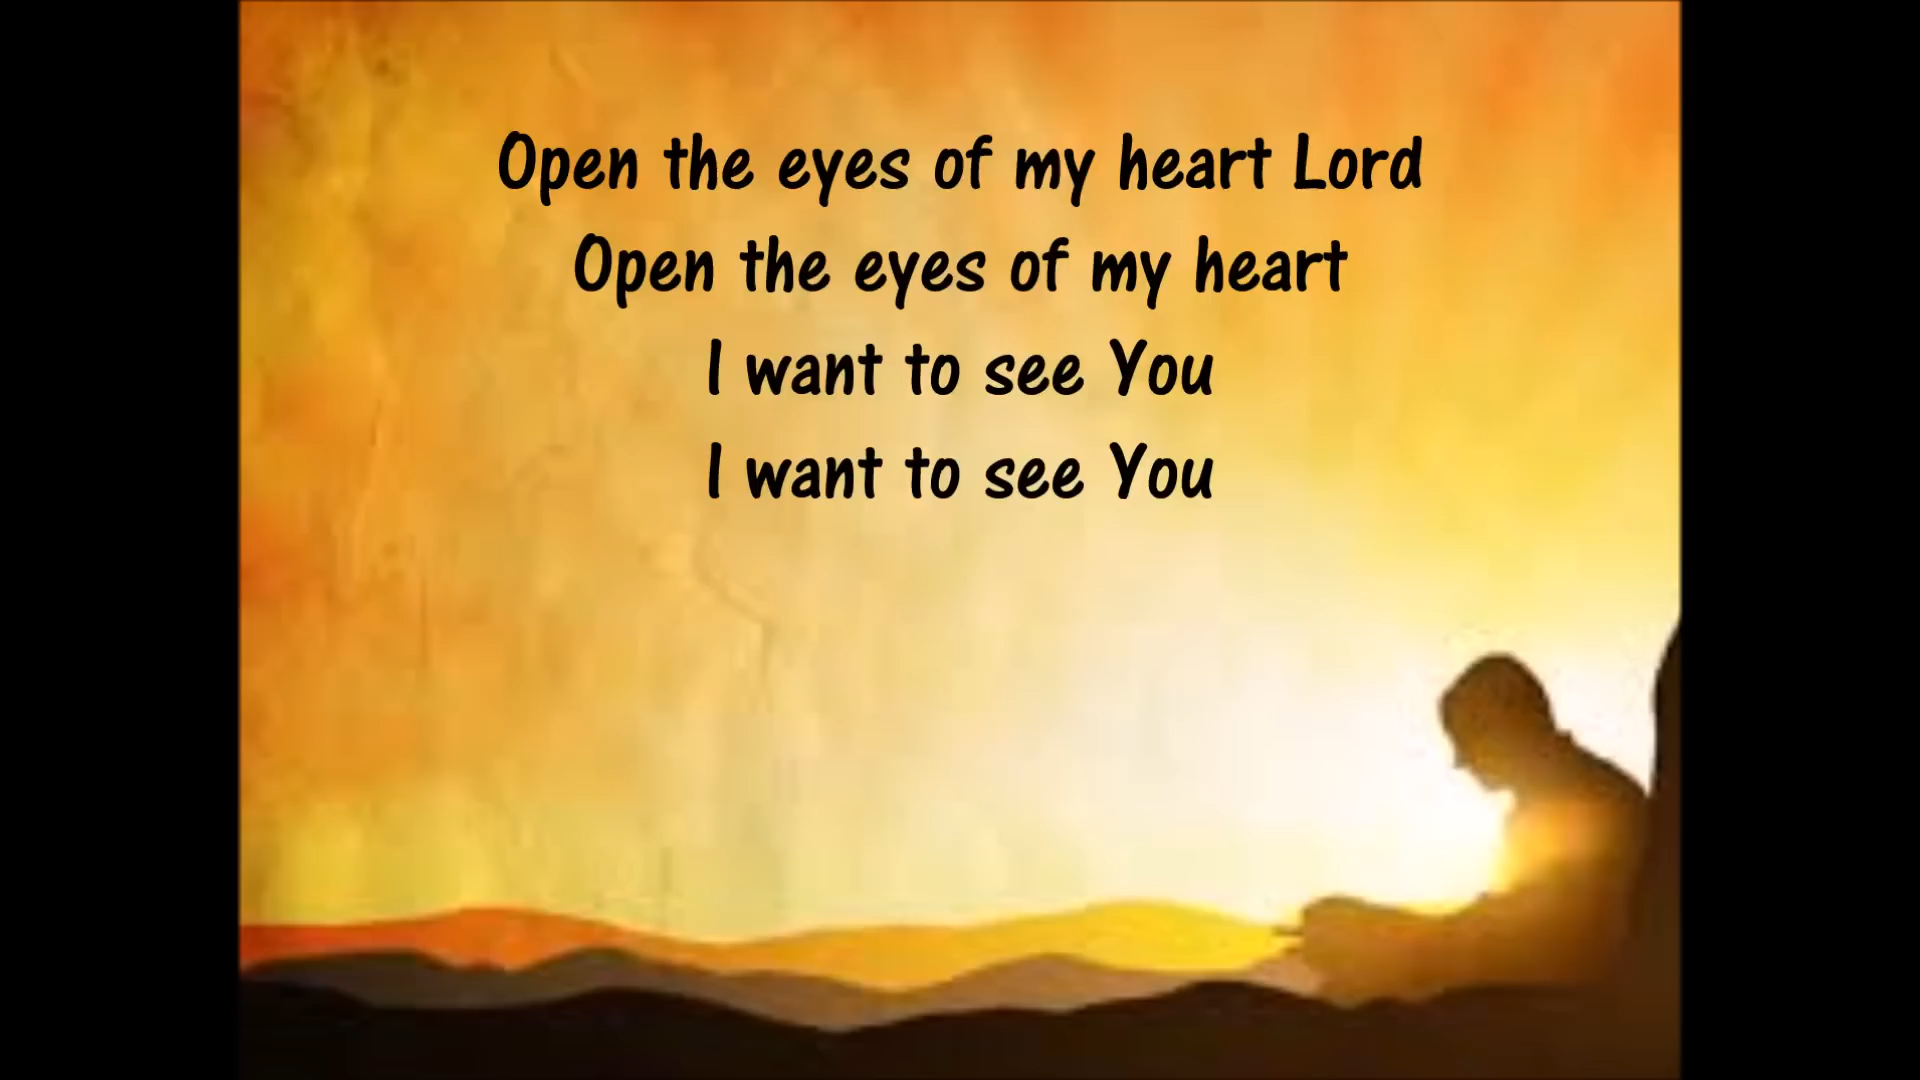 Open the eyes of my heart Lord
Open the eyes of my heart
I want to see You
I want to see You